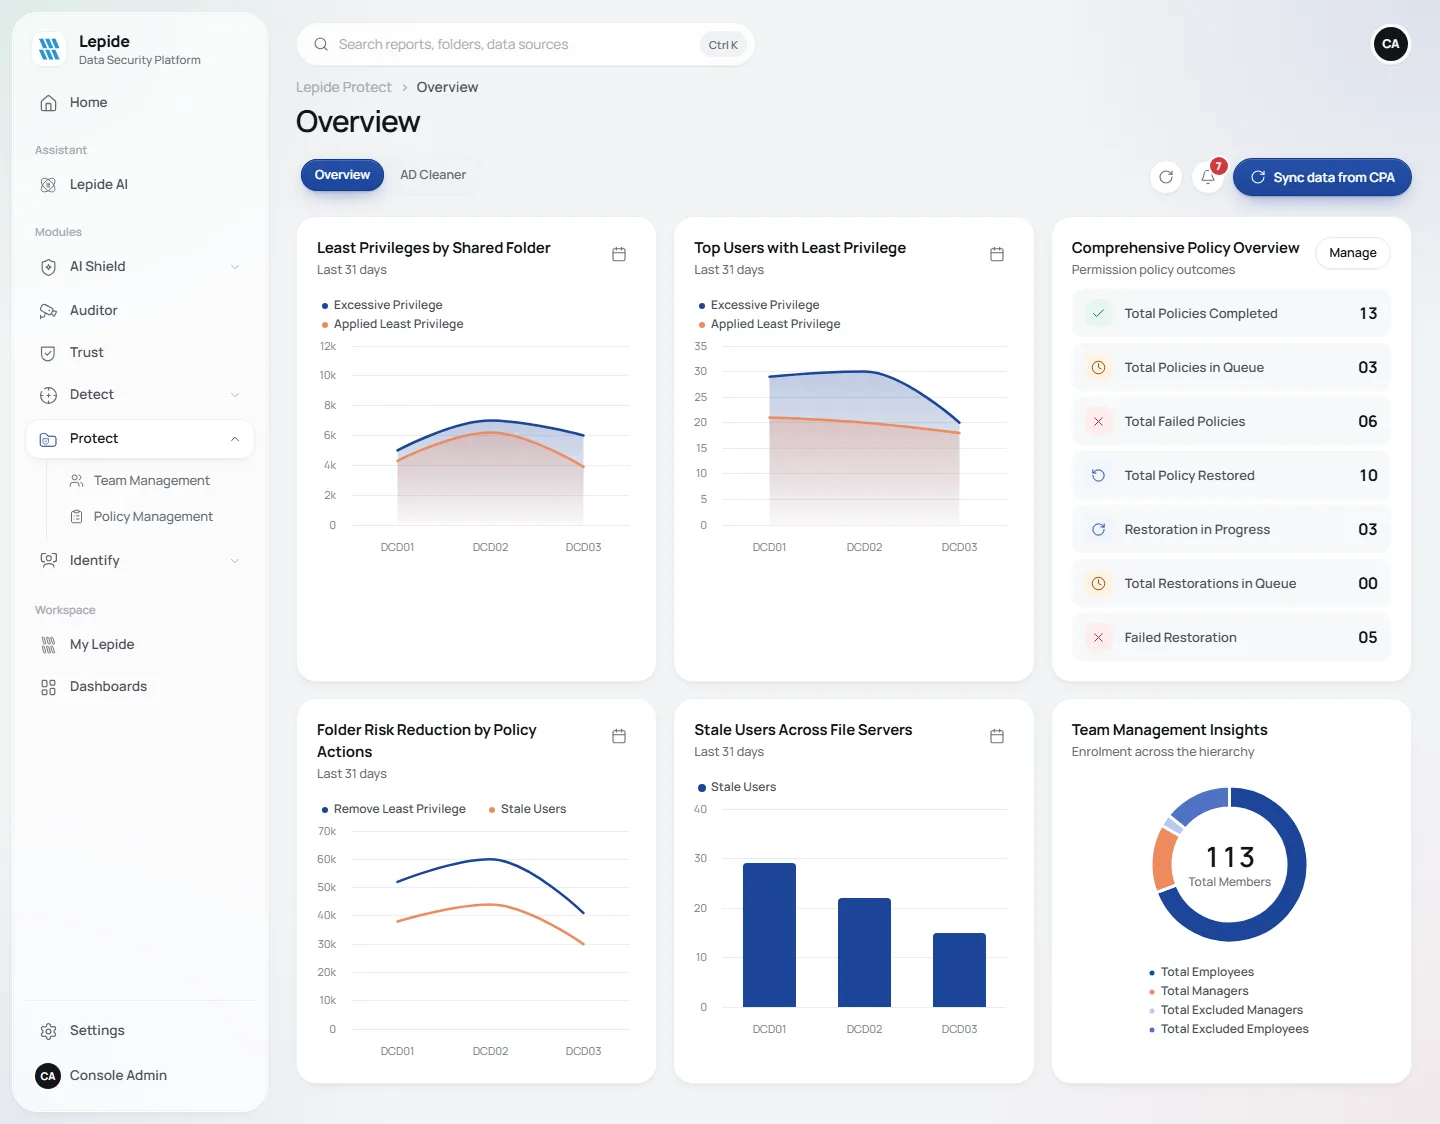 Lepide
Data Security Platform
Home
Assistant
Lepide AI
Modules
AI Shield
Auditor
Trust
Detect
Protect
Team Management
Policy Management
Identify
Workspace
My Lepide
Dashboards
Settings
CA
Console Admin
Search reports, folders, data sources
Ctrl K
CA
Lepide Protect > Overview
Overview
Overview
AD Cleaner
7
Sync data from CPA
Least Privileges by Shared Folder
Last 31 days
Excessive Privilege
Applied Least Privilege
12k
10k
8k
6k
4k
2k
0
DCD01 DCD02 DCD03
Top Users with Least Privilege
Last 31 days
Excessive Privilege
Applied Least Privilege
35
30
25
20
15
10
5
0
DCD01 DCD02 DCD03
Comprehensive Policy Overview
Permission policy outcomes
Manage
Total Policies Completed 13
Total Policies in Queue 03
Total Failed Policies 06
Total Policy Restored 10
Restoration in Progress 03
Total Restorations in Queue 00
Failed Restoration 05
Folder Risk Reduction by Policy
Actions
Last 31 days
Remove Least Privilege Stale Users
70k
60k
50k
40k
30k
20k
10k
0
DCD01 DCD02 DCD03
Stale Users Across File Servers
Last 31 days
Stale Users
40
30
20
10
0
DCD01 DCD02 DCD03
Team Management Insights
Enrolment across the hierarchy
113
Total Members
Total Employees
Total Managers
Total Excluded Managers
Total Excluded Employees